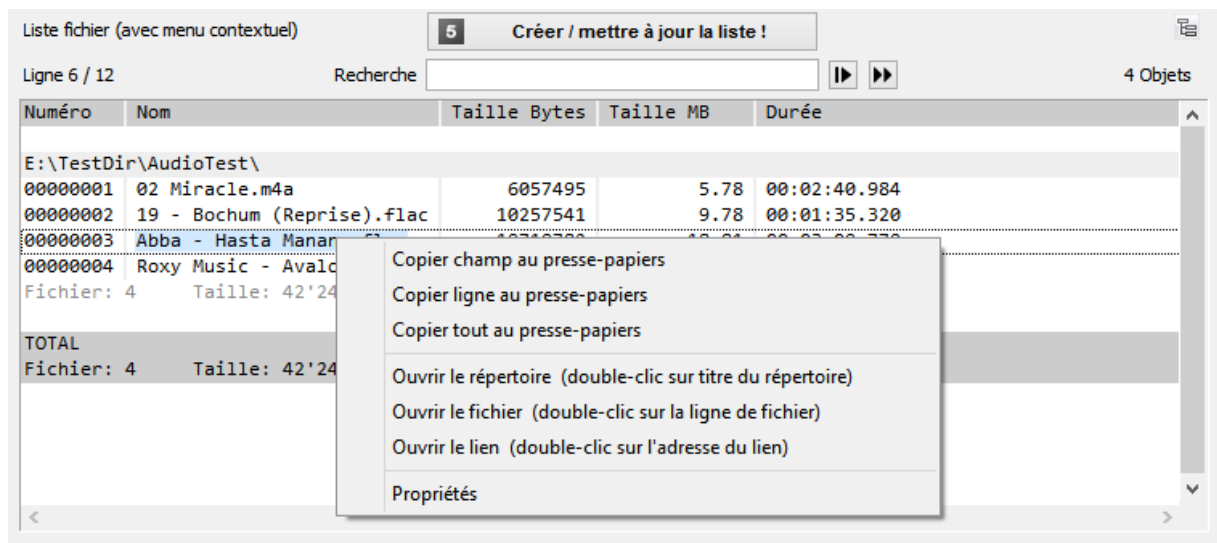 Liste fichier (avec menu contextuel)
5 Créer / mettre à jour la liste !
Ligne 6 / 12
Recherche
4 Objets
Numéro Nom Taille Bytes Taille MB Durée
E:\TestDir\AudioTest\
00000001 02 Miracle.m4a 6057495 5.78 00:02:40.984
00000002 19 - Bochum (Reprise).flac 10257541 9.78 00:01:35.320
00000003 Abba - Hasta
00000004 Roxy Music -
Fichier: 4 Taille: 42'24
TOTAL
Fichier: 4 Taille: 42'24
Copier champ au presse-papiers
Copier ligne au presse-papiers
Copier tout au presse-papiers
Ouvrir le répertoire (double-clic sur titre du répertoire)
Ouvrir le fichier (double-clic sur la ligne de fichier)
Ouvrir le lien (double-clic sur l'adresse du lien)
Propriétés